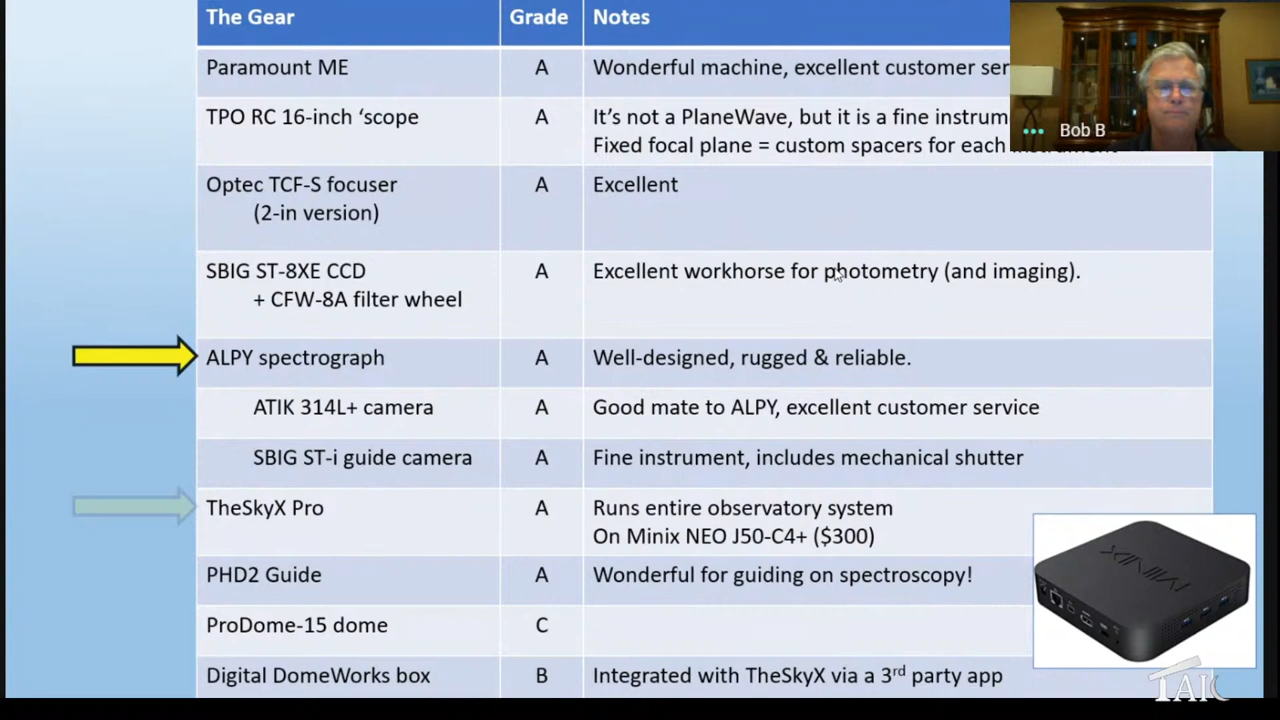 The Gear Grade Notes
Paramount ME A Wonderful machine, excellent customer ser
TPO RC 16-inch ‘scope A It’s not a PlaneWave, but it is a fine instrum
Fixed focal plane = custom spacers for each
Optec TCF-S focuser A Excellent
(2-in version)
SBIG ST-8XE CCD A Excellent workhorse for photometry (and imaging).
+ CFW-8A filter wheel
ALPY spectrograph A Well-designed, rugged & reliable.
ATIK 314L+ camera A Good mate to ALPY, excellent customer service
SBIG ST-i guide camera A Fine instrument, includes mechanical shutter
TheSkyX Pro A Runs entire observatory system
On Minix NEO J50-C4+ ($300)
PHD2 Guide A Wonderful for guiding on spectroscopy!
ProDome-15 dome C
Digital DomeWorks box B Integrated with TheSkyX via a 3rd party app
Bob B
MINIX
TAIC